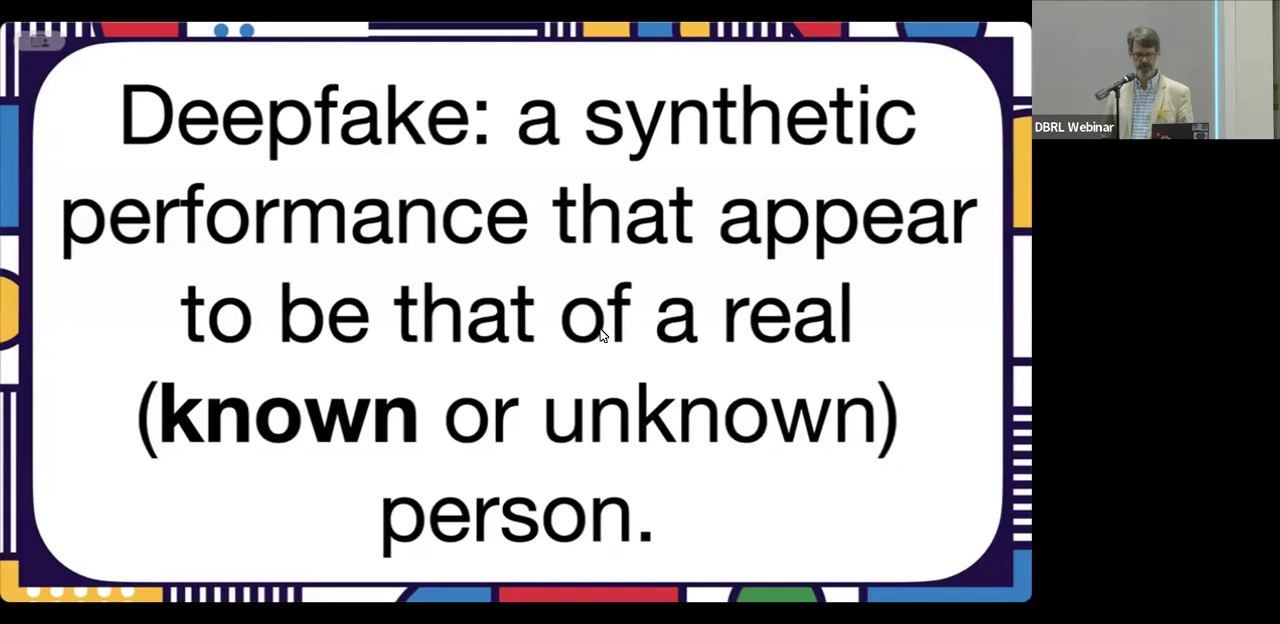 Deepfake: a synthetic
performance that appear
to be that of a real
(known or unknown)
person.
DBRL Webinar